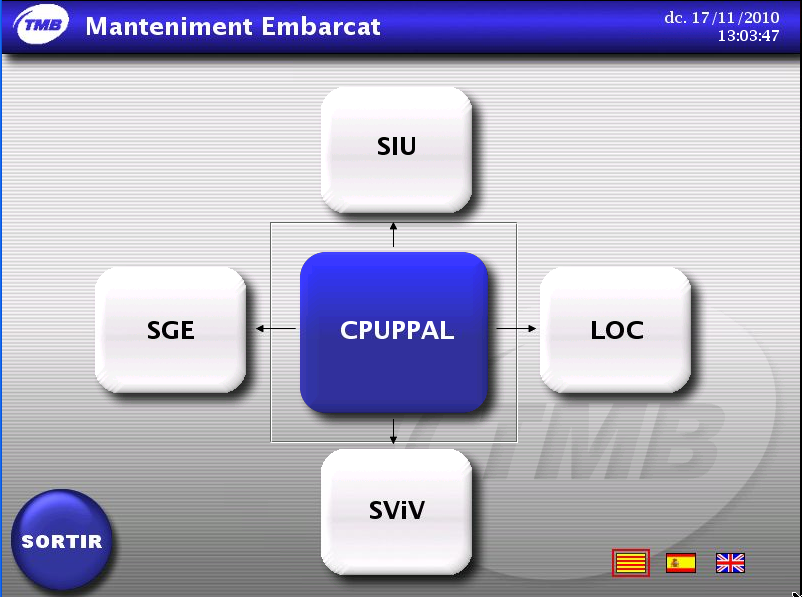 TMB
Manteniment Embarcat
dc. 17/11/2010
13:03:47
SIU
SGE
CPUPPAL
LOC
TMB
SViV
SORTIR